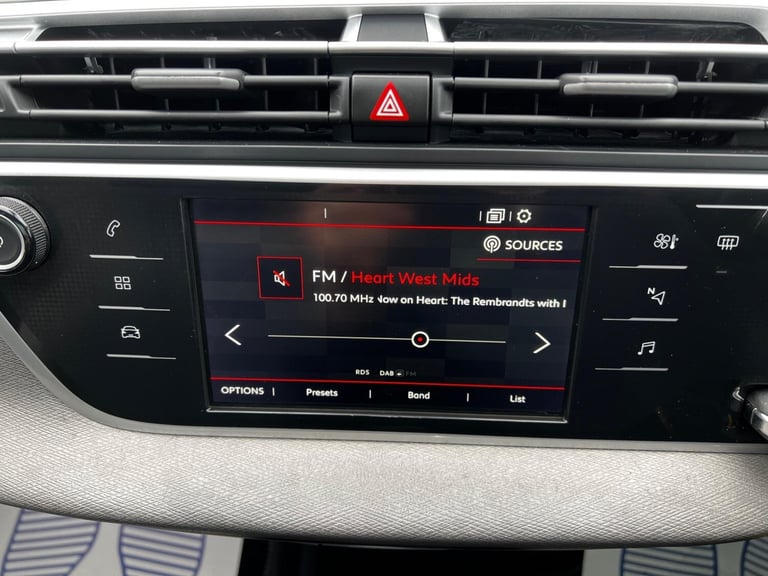 SOURCES
FM / Heart West Mids
100.70 MHz Now on Heart: The Rembrandts with I
RDS DAB FM
OPTIONS Presets Band List
N